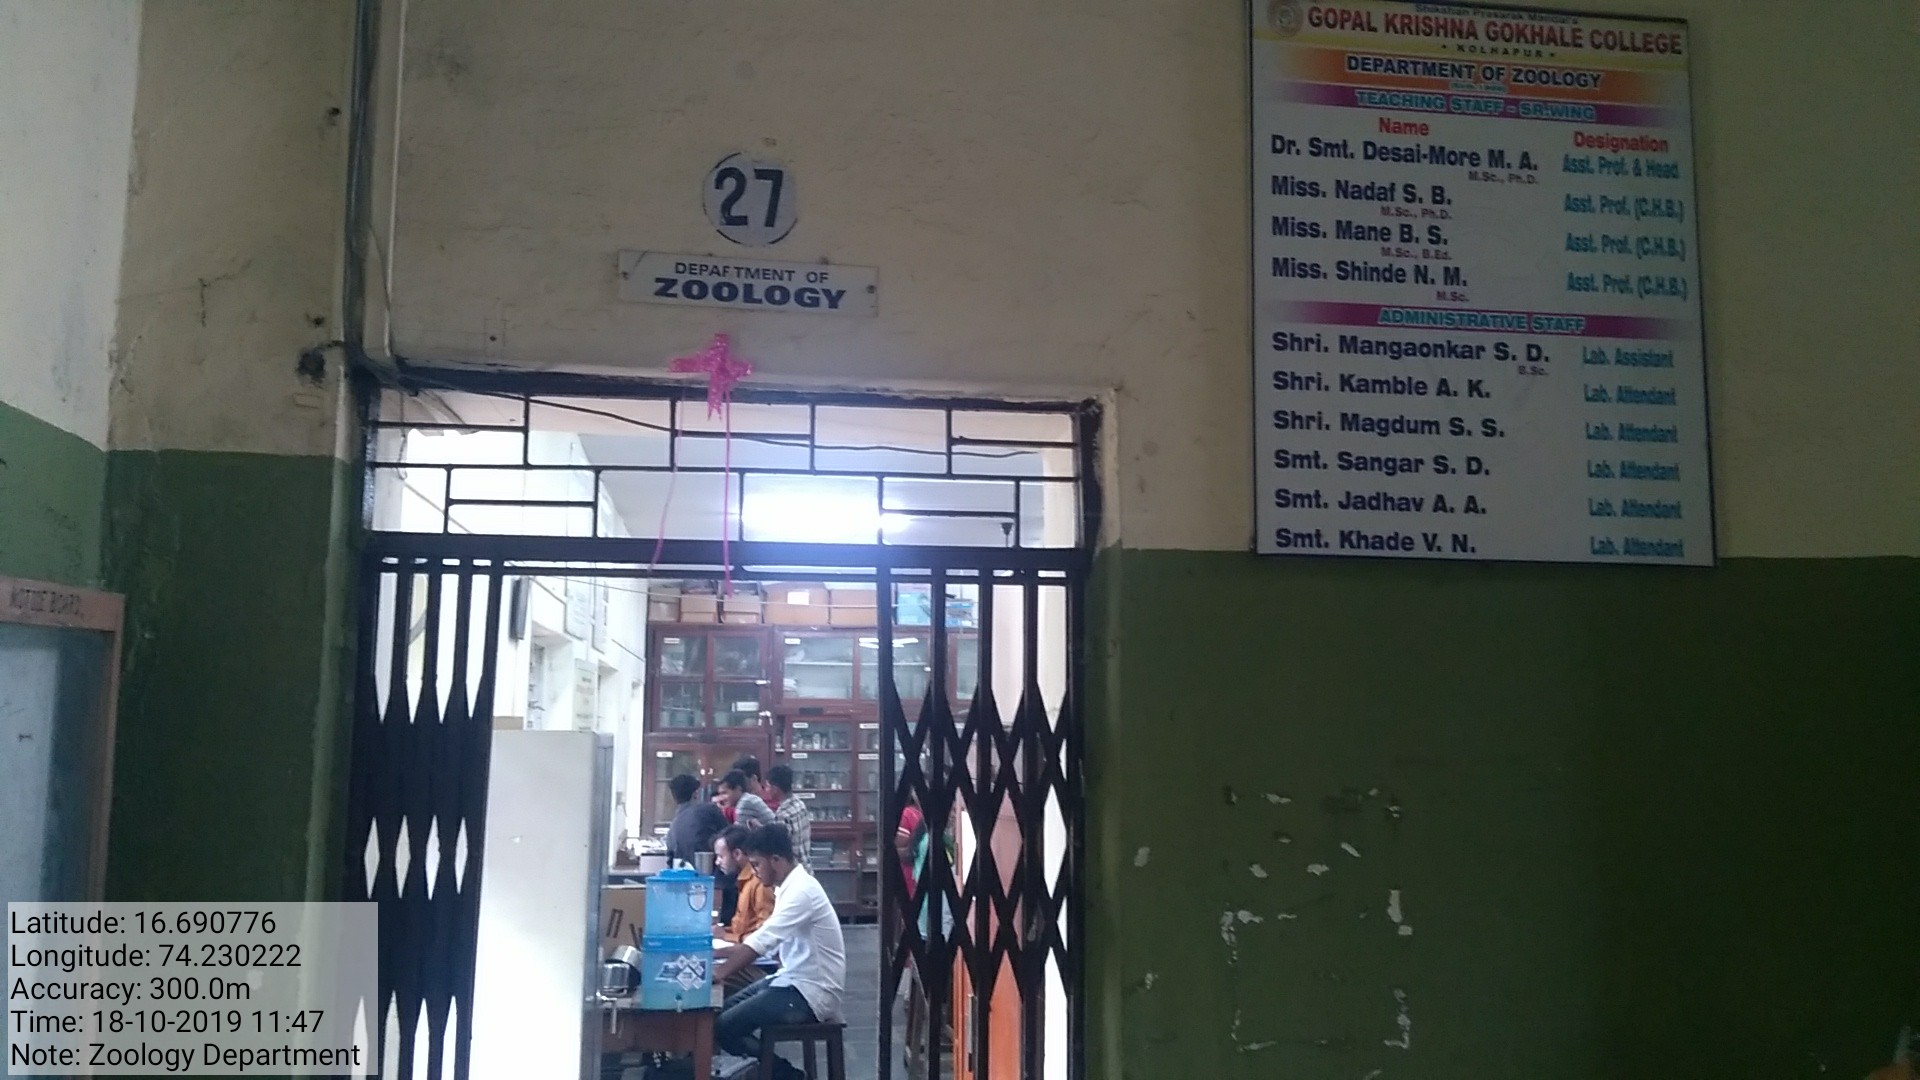 Shikshan Prasarak Mandal's
GOPAL KRISHNA GOKHALE COLLEGE
• KOLHAPUR •
DEPARTMENT OF ZOOLOGY
TEACHING STAFF - SR.WING
Name Designation
Dr. Smt. Desai-More M. A. Asst. Prof. & Head
M.Sc., Ph.D.
Miss. Nadaf S. B. Asst. Prof. (C.H.B.)
M.Sc., Ph.D.
Miss. Mane B. S. Asst. Prof. (C.H.B.)
M.Sc., B.Ed.
Miss. Shinde N. M. Asst. Prof. (C.H.B.)
M.Sc.
ADMINISTRATIVE STAFF
Shri. Mangaonkar S. D. Lab. Assistant
B.Sc.
Shri. Kamble A. K. Lab. Attendant
Shri. Magdum S. S. Lab. Attendant
Smt. Sangar S. D. Lab. Attendant
Smt. Jadhav A. A. Lab. Attendant
Smt. Khade V. N. Lab. Attendant
27
DEPARTMENT OF
ZOOLOGY
NOTICE BOARD
Latitude: 16.690776
Longitude: 74.230222
Accuracy: 300.0m
Time: 18-10-2019 11:47
Note: Zoology Department